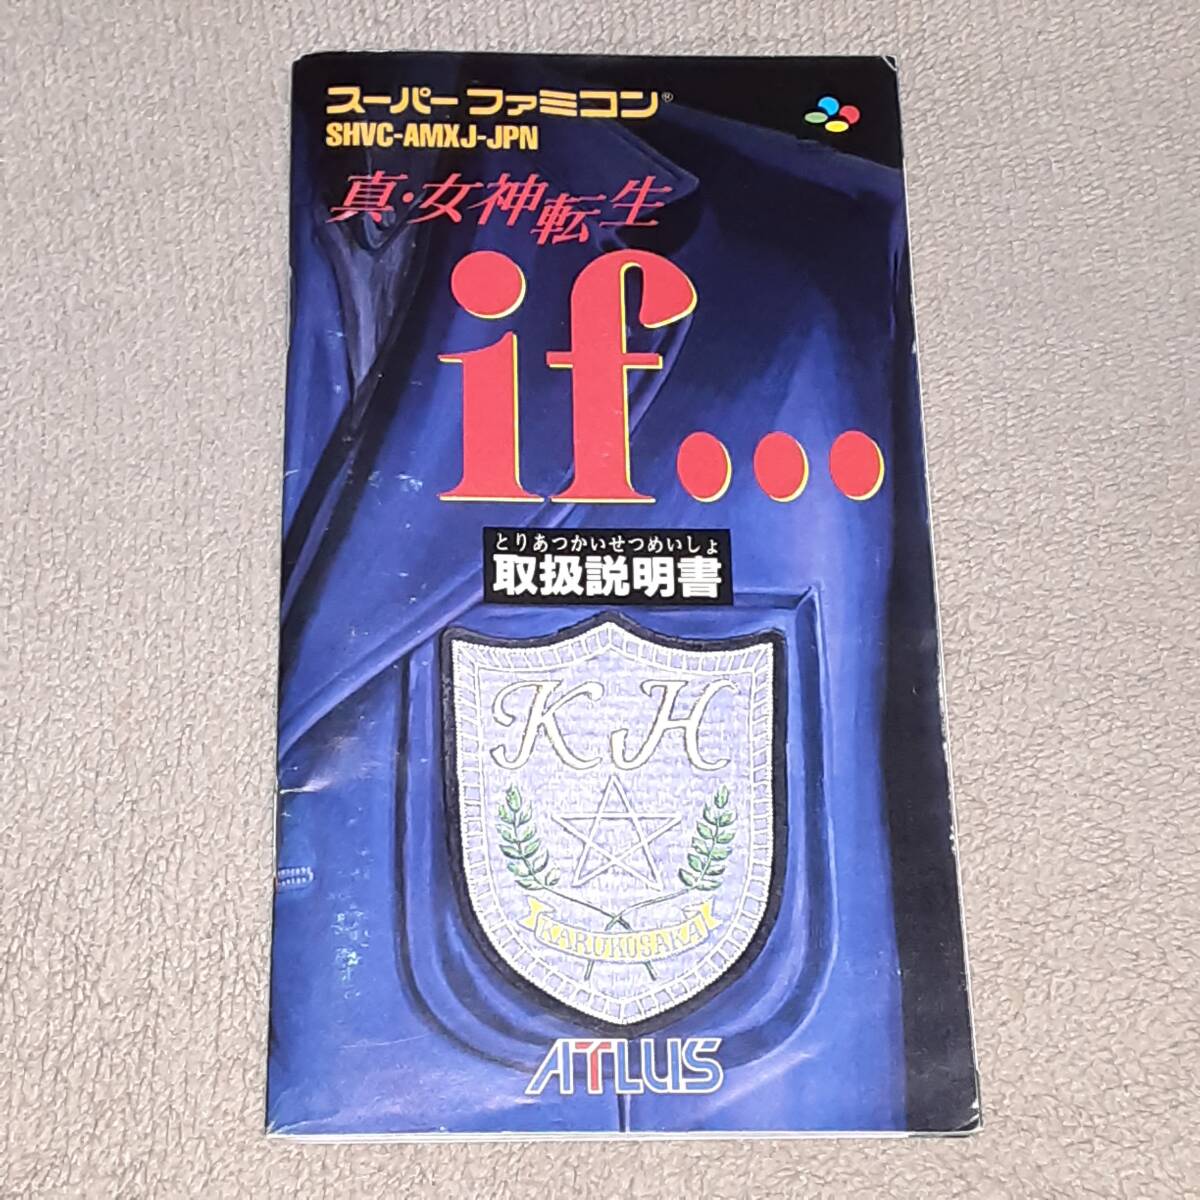 スーパーファミコン®
SHVC-AMXJ-JPN
真・女神転生
if...
とりあつかいせつめいしょ
取扱説明書
KH
KARUKOSAKA
ATLUS